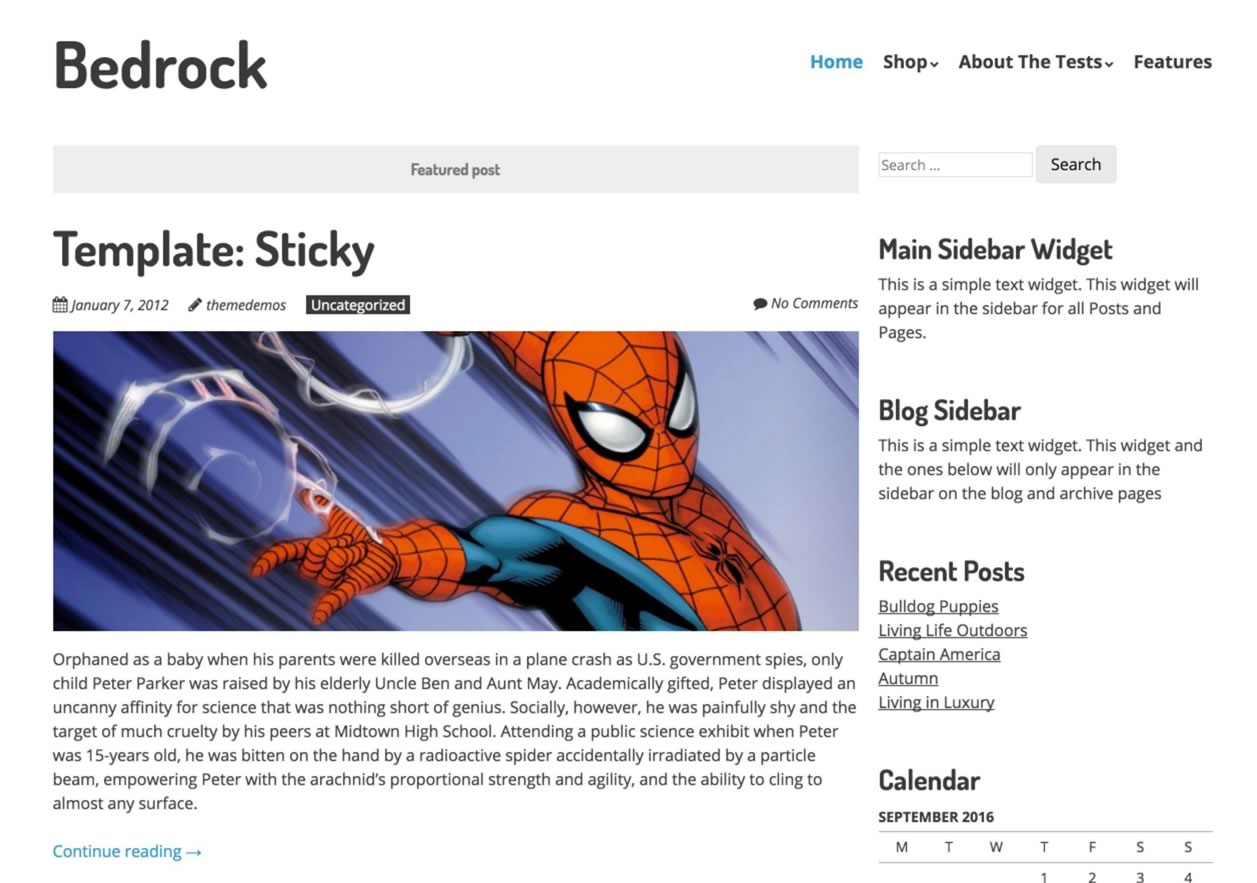 Bedrock
Home Shop About The Tests Features
Featured post
Template: Sticky
January 7, 2012 themedemos Uncategorized No Comments
Orphaned as a baby when his parents were killed overseas in a plane crash as U.S. government spies, only
child Peter Parker was raised by his elderly Uncle Ben and Aunt May. Academically gifted, Peter displayed an
uncanny affinity for science that was nothing short of genius. Socially, however, he was painfully shy and the
target of much cruelty by his peers at Midtown High School. Attending a public science exhibit when Peter
was 15-years old, he was bitten on the hand by a radioactive spider accidentally irradiated by a particle
beam, empowering Peter with the arachnid’s proportional strength and agility, and the ability to cling to
almost any surface.
Continue reading →
Search ... Search
Main Sidebar Widget
This is a simple text widget. This widget will
appear in the sidebar for all Posts and
Pages.
Blog Sidebar
This is a simple text widget. This widget and
the ones below will only appear in the
sidebar on the blog and archive pages
Recent Posts
Bulldog Puppies
Living Life Outdoors
Captain America
Autumn
Living in Luxury
Calendar
SEPTEMBER 2016
M T W T F S S
1 2 3 4